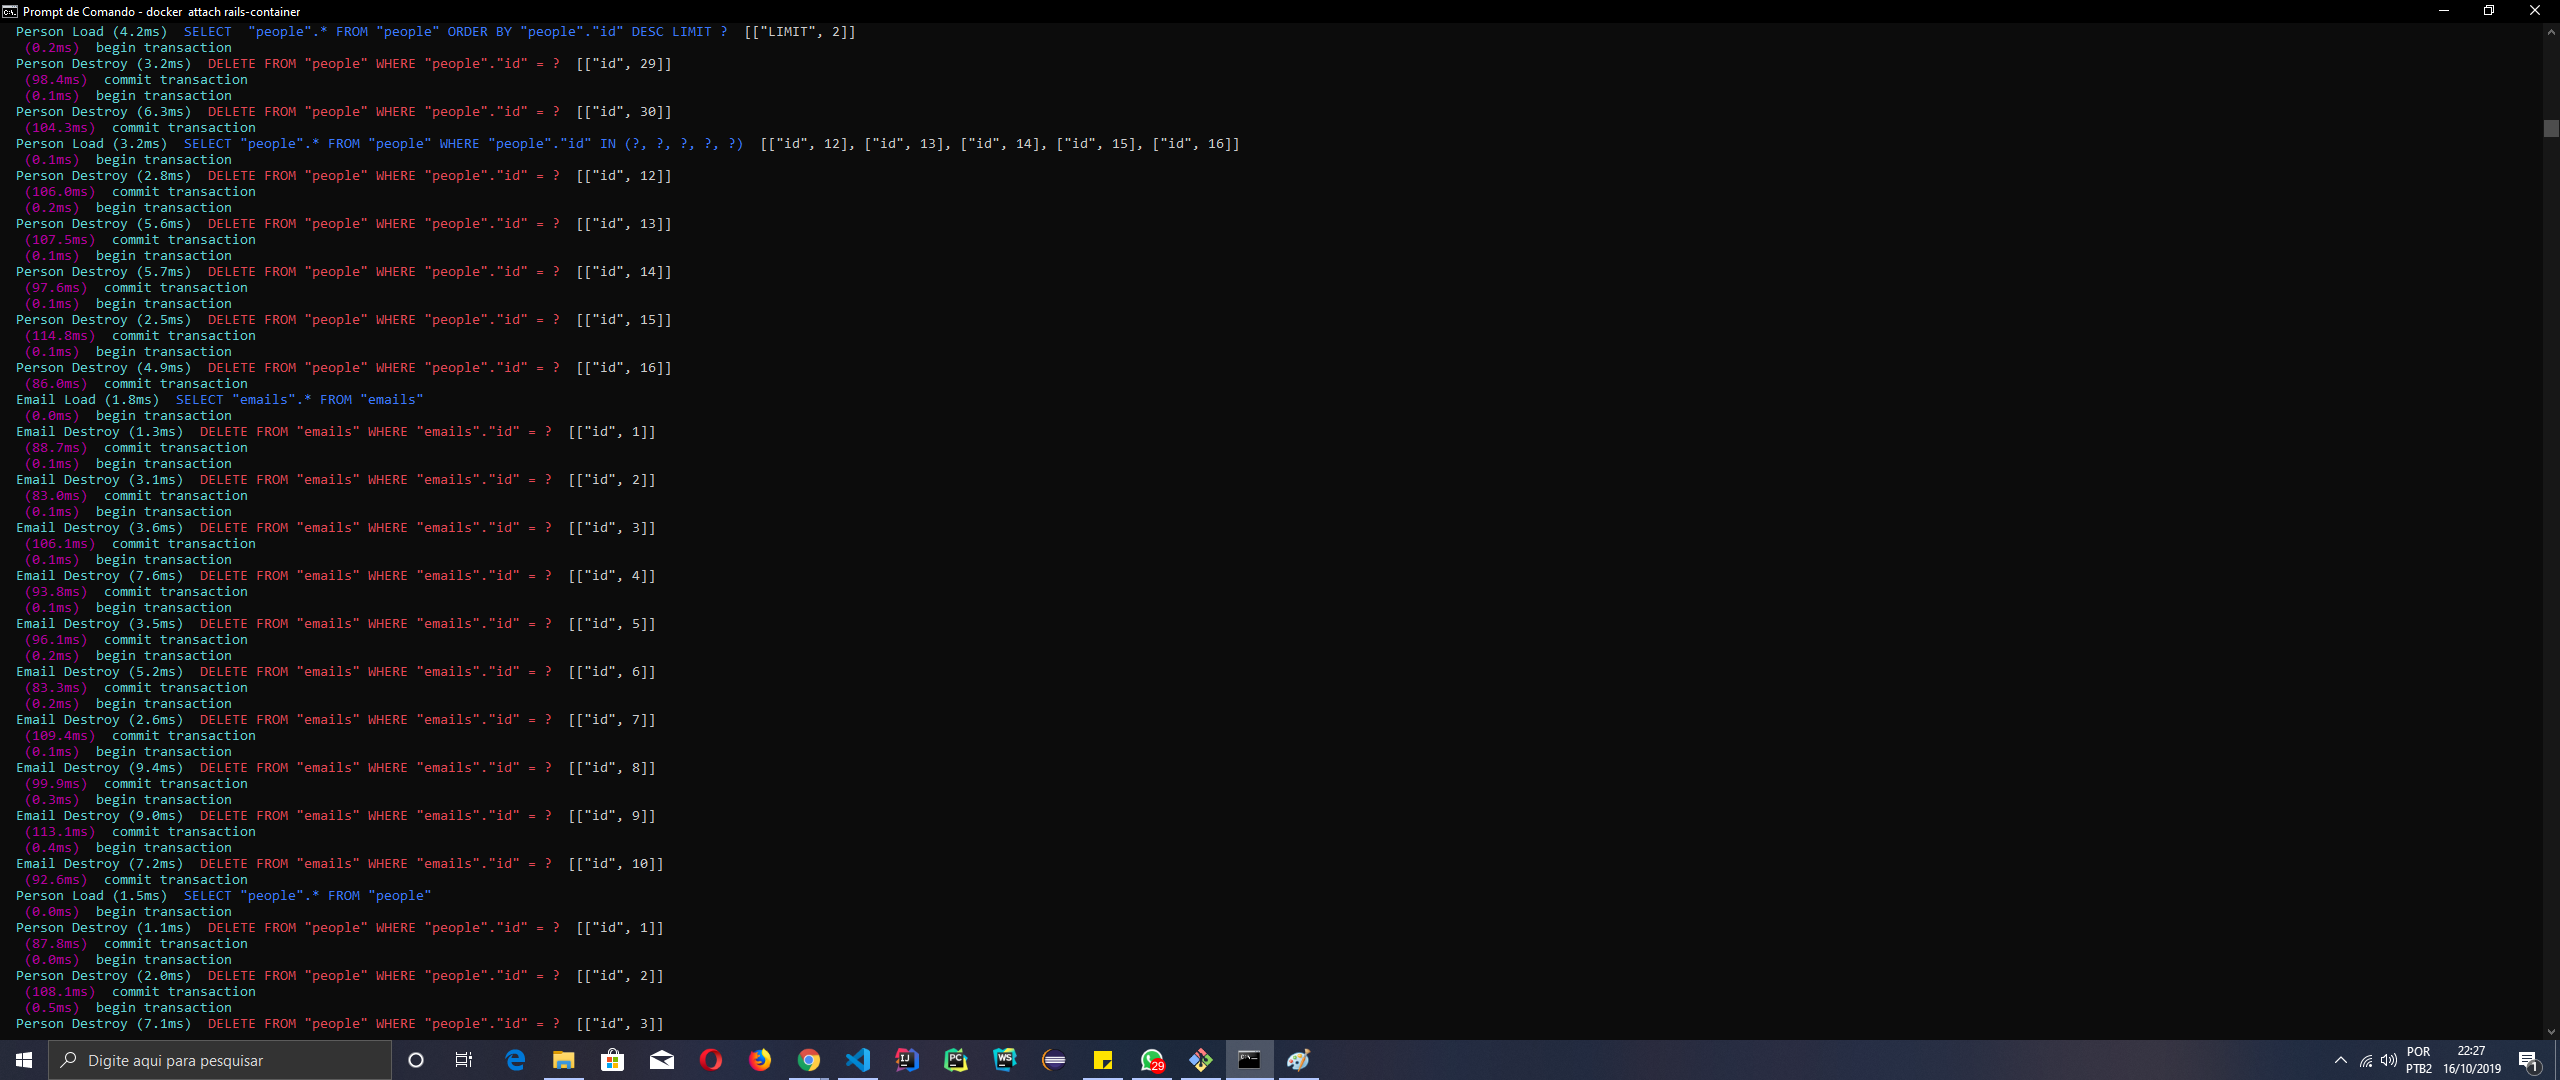 Prompt de Comando - docker  attach rails-container
Person Load (4.2ms)  SELECT  "people".* FROM "people" ORDER BY "people"."id" DESC LIMIT ?  [["LIMIT", 2]]
(0.2ms)  begin transaction
Person Destroy (3.2ms)  DELETE FROM "people" WHERE "people"."id" = ?  [["id", 29]]
(98.4ms)  commit transaction
(0.1ms)  begin transaction
Person Destroy (6.3ms)  DELETE FROM "people" WHERE "people"."id" = ?  [["id", 30]]
(104.3ms)  commit transaction
Person Load (3.2ms)  SELECT "people".* FROM "people" WHERE "people"."id" IN (?, ?, ?, ?, ?)  [["id", 12], ["id", 13], ["id", 14], ["id", 15], ["id", 16]]
(0.1ms)  begin transaction
Person Destroy (2.8ms)  DELETE FROM "people" WHERE "people"."id" = ?  [["id", 12]]
(106.0ms)  commit transaction
(0.2ms)  begin transaction
Person Destroy (5.6ms)  DELETE FROM "people" WHERE "people"."id" = ?  [["id", 13]]
(107.5ms)  commit transaction
(0.1ms)  begin transaction
Person Destroy (5.7ms)  DELETE FROM "people" WHERE "people"."id" = ?  [["id", 14]]
(97.6ms)  commit transaction
(0.1ms)  begin transaction
Person Destroy (2.5ms)  DELETE FROM "people" WHERE "people"."id" = ?  [["id", 15]]
(114.8ms)  commit transaction
(0.1ms)  begin transaction
Person Destroy (4.9ms)  DELETE FROM "people" WHERE "people"."id" = ?  [["id", 16]]
(86.0ms)  commit transaction
Email Load (1.8ms)  SELECT "emails".* FROM "emails"
(0.0ms)  begin transaction
Email Destroy (1.3ms)  DELETE FROM "emails" WHERE "emails"."id" = ?  [["id", 1]]
(88.7ms)  commit transaction
(0.1ms)  begin transaction
Email Destroy (3.1ms)  DELETE FROM "emails" WHERE "emails"."id" = ?  [["id", 2]]
(83.0ms)  commit transaction
(0.1ms)  begin transaction
Email Destroy (3.6ms)  DELETE FROM "emails" WHERE "emails"."id" = ?  [["id", 3]]
(106.1ms)  commit transaction
(0.1ms)  begin transaction
Email Destroy (7.6ms)  DELETE FROM "emails" WHERE "emails"."id" = ?  [["id", 4]]
(93.8ms)  commit transaction
(0.1ms)  begin transaction
Email Destroy (3.5ms)  DELETE FROM "emails" WHERE "emails"."id" = ?  [["id", 5]]
(96.1ms)  commit transaction
(0.2ms)  begin transaction
Email Destroy (5.2ms)  DELETE FROM "emails" WHERE "emails"."id" = ?  [["id", 6]]
(83.3ms)  commit transaction
(0.2ms)  begin transaction
Email Destroy (2.6ms)  DELETE FROM "emails" WHERE "emails"."id" = ?  [["id", 7]]
(109.4ms)  commit transaction
(0.1ms)  begin transaction
Email Destroy (9.4ms)  DELETE FROM "emails" WHERE "emails"."id" = ?  [["id", 8]]
(99.9ms)  commit transaction
(0.3ms)  begin transaction
Email Destroy (9.0ms)  DELETE FROM "emails" WHERE "emails"."id" = ?  [["id", 9]]
(113.1ms)  commit transaction
(0.4ms)  begin transaction
Email Destroy (7.2ms)  DELETE FROM "emails" WHERE "emails"."id" = ?  [["id", 10]]
(92.6ms)  commit transaction
Person Load (1.5ms)  SELECT "people".* FROM "people"
(0.0ms)  begin transaction
Person Destroy (1.1ms)  DELETE FROM "people" WHERE "people"."id" = ?  [["id", 1]]
(87.8ms)  commit transaction
(0.0ms)  begin transaction
Person Destroy (2.0ms)  DELETE FROM "people" WHERE "people"."id" = ?  [["id", 2]]
(108.1ms)  commit transaction
(0.5ms)  begin transaction
Person Destroy (7.1ms)  DELETE FROM "people" WHERE "people"."id" = ?  [["id", 3]]
Digite aqui para pesquisar
IJ
PC
WS
29
POR
PTB2
22:27
16/10/2019
1